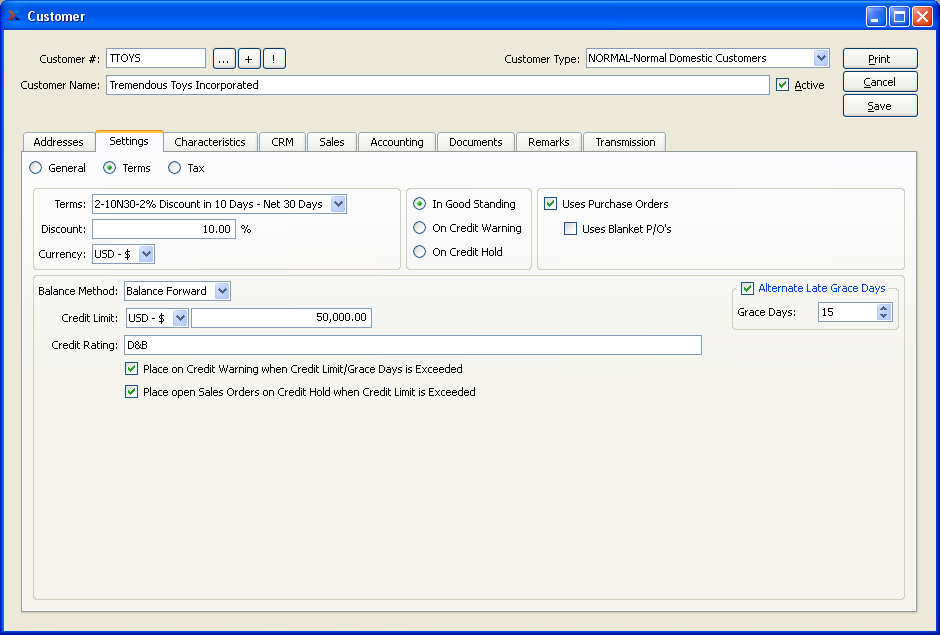 Customer
Customer #: TTOYS ... + ! Customer Type: NORMAL-Normal Domestic Customers Print
Customer Name: Tremendous Toys Incorporated Active Cancel
Save
Addresses Settings Characteristics CRM Sales Accounting Documents Remarks Transmission
General Terms Tax
Terms: 2-10N30-2% Discount in 10 Days - Net 30 Days In Good Standing Uses Purchase Orders
Discount: 10.00 % On Credit Warning Uses Blanket P/O's
Currency: USD - $ On Credit Hold
Balance Method: Balance Forward Alternate Late Grace Days
Credit Limit: USD - $ 50,000.00 Grace Days: 15
Credit Rating: D&B
Place on Credit Warning when Credit Limit/Grace Days is Exceeded
Place open Sales Orders on Credit Hold when Credit Limit is Exceeded